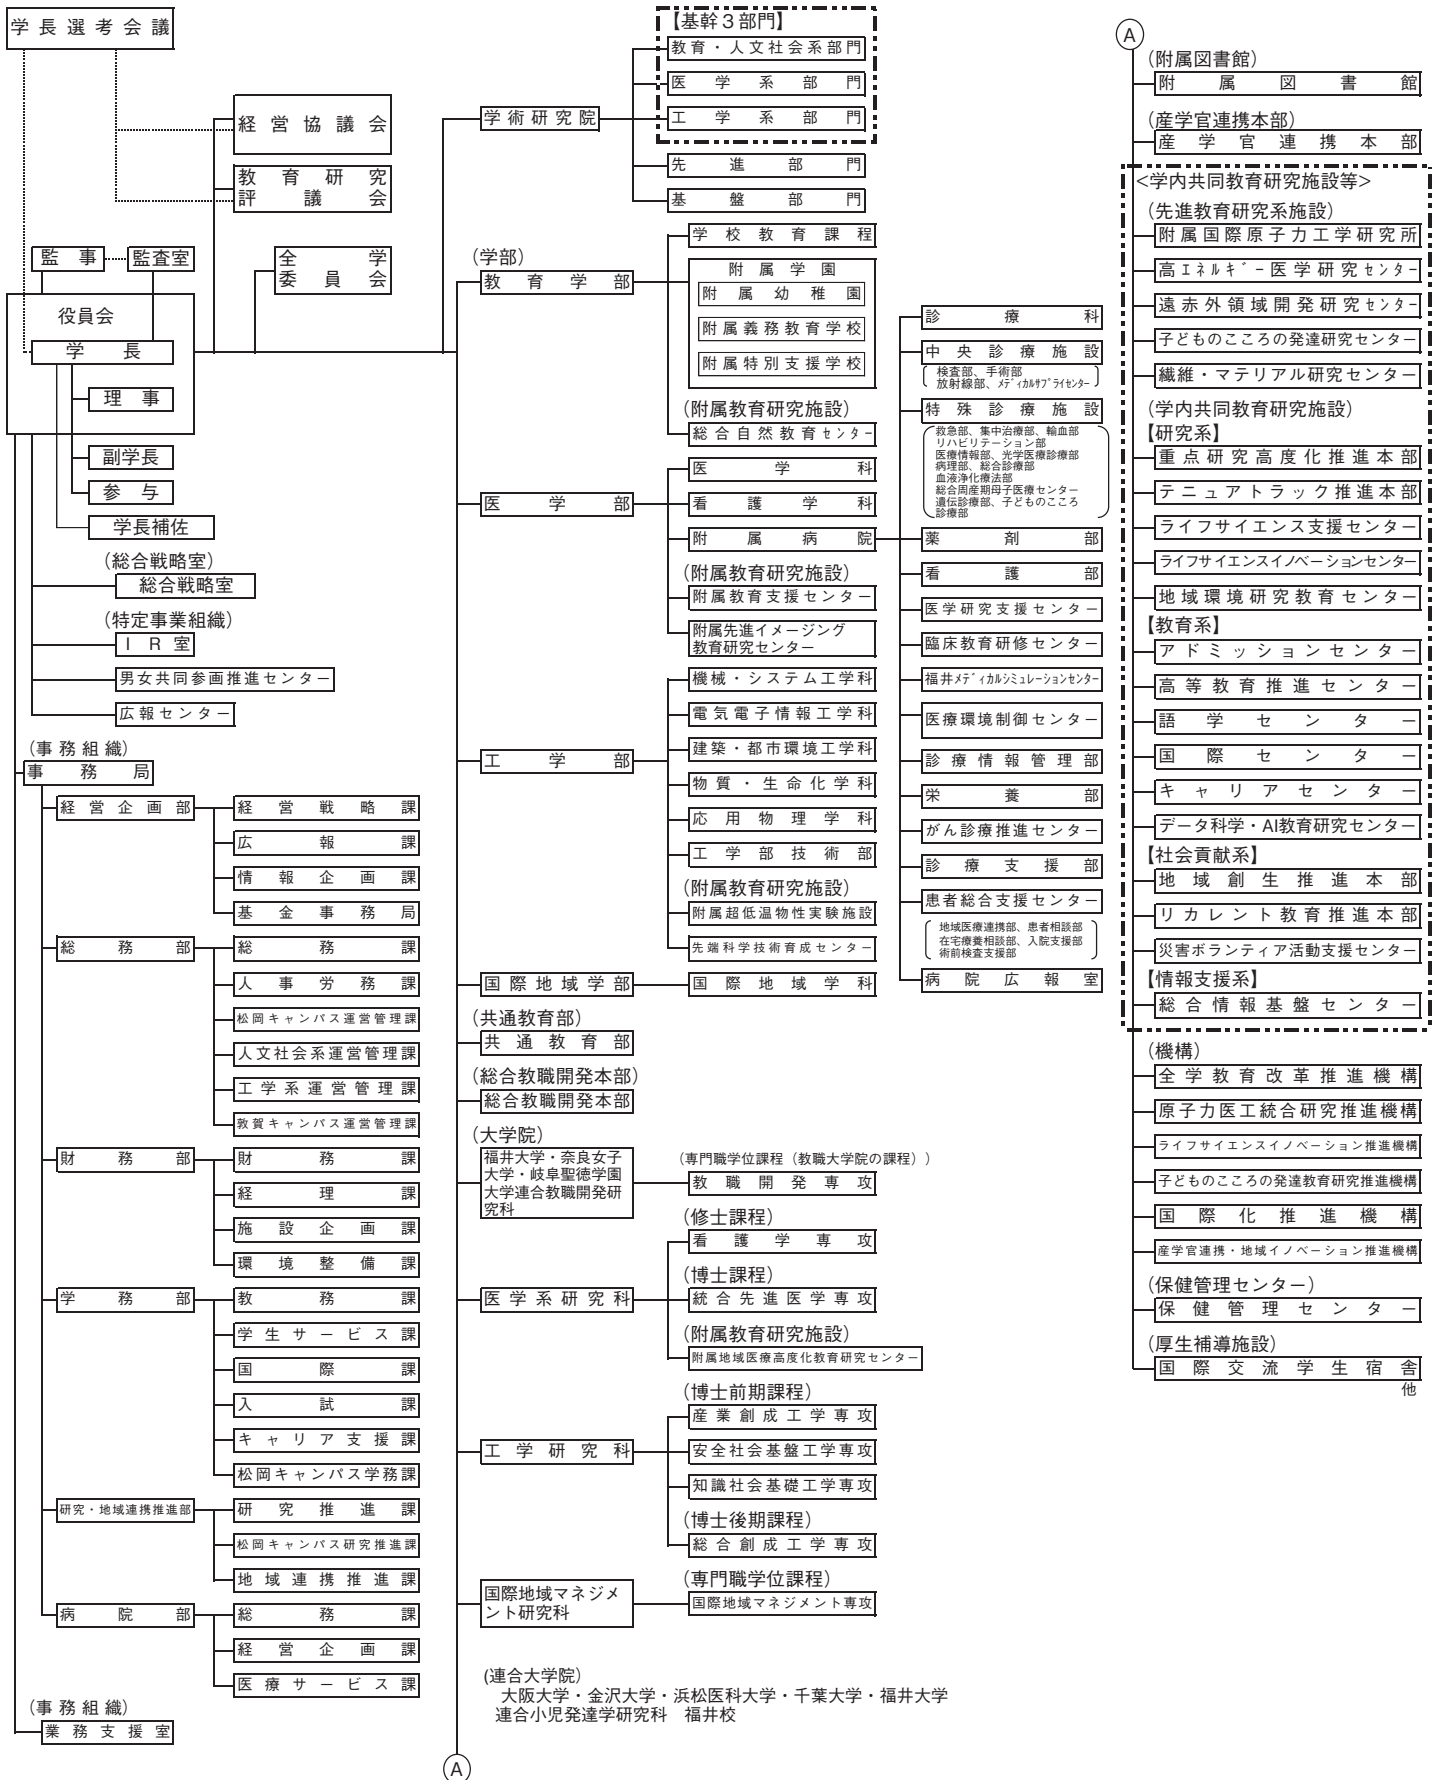 学長選考会議
経営協議会
教育研究
評議会
監事
監査室
全学
委員会
役員会
学長
理事
副学長
参与
学長補佐
(総合戦略室)
総合戦略室
(特定事業組織)
IR室
男女共同参画推進センター
広報センター
(事務組織)
事務局
経営企画部
経営戦略課
広報課
情報企画課
基金事務局
総務部
総務課
人事労務課
松岡キャンパス運営管理課
人文社会系運営管理課
工学系運営管理課
敦賀キャンパス運営管理課
財務部
財務課
経理課
施設企画課
環境整備課
学務部
教務課
学生サービス課
国際課
入試課
キャリア支援課
松岡キャンパス学務課
研究・地域連携推進部
研究推進課
松岡キャンパス研究推進課
地域連携推進課
病院部
総務課
経営企画課
医療サービス課
(事務組織)
業務支援室
学術研究院
【基幹3部門】
教育・人文社会系部門
医学系部門
工学系部門
先進部門
基盤部門
(学部)
教育学部
学校教育課程
附属学園
附属幼稚園
附属義務教育学校
附属特別支援学校
(附属教育研究施設)
総合自然教育センター
医学部
医学科
看護学科
附属病院
(附属教育研究施設)
附属教育支援センター
附属先進イメージング
教育研究センター
診療科
中央診療施設
検査部、手術部
放射線部、メディカルサプライセンター
特殊診療施設
救急部、集中治療部、輸血部
リハビリテーション部
医療情報部、光学医療診療部
病理部、総合診療部
血液浄化療法部
総合周産期母子医療センター
遺伝診療部、子どものこころ
診療部
薬剤部
看護部
医学研究支援センター
臨床教育研修センター
福井メディカルシミュレーションセンター
医療環境制御センター
診療情報管理部
栄養部
がん診療推進センター
診療支援部
患者総合支援センター
地域医療連携部、患者相談部
在宅療養相談部、入院支援部
術前検査支援部
病院広報室
工学部
機械・システム工学科
電気電子情報工学科
建築・都市環境工学科
物質・生命化学科
応用物理学科
工学部技術部
(附属教育研究施設)
附属超低温物性実験施設
先端科学技術育成センター
国際地域学部
国際地域学科
(共通教育部)
共通教育部
(総合教職開発本部)
総合教職開発本部
(大学院)
福井大学・奈良女子
大学・岐阜聖徳学園
大学連合教職開発研
究科
(専門職学位課程(教職大学院の課程))
教職開発専攻
医学系研究科
(修士課程)
看護学専攻
(博士課程)
統合先進医学専攻
(附属教育研究施設)
附属地域医療高度化教育研究センター
工学研究科
(博士前期課程)
産業創成工学専攻
安全社会基盤工学専攻
知識社会基礎工学専攻
(博士後期課程)
総合創成工学専攻
国際地域マネジメ
ント研究科
(専門職学位課程)
国際地域マネジメント専攻
(連合大学院)
大阪大学・金沢大学・浜松医科大学・千葉大学・福井大学
連合小児発達学研究科 福井校
A
A
(附属図書館)
附属図書館
(産学官連携本部)
産学官連携本部
<学内共同教育研究施設等>
(先進教育研究系施設)
附属国際原子力工学研究所
高エネルギー医学研究センター
遠赤外領域開発研究センター
子どものこころの発達研究センター
繊維・マテリアル研究センター
(学内共同教育研究施設)
【研究系】
重点研究高度化推進本部
テニュアトラック推進本部
ライフサイエンス支援センター
ライフサイエンスイノベーションセンター
地域環境研究教育センター
【教育系】
アドミッションセンター
高等教育推進センター
語学センター
国際センター
キャリアセンター
データ科学・AI教育研究センター
【社会貢献系】
地域創生推進本部
リカレント教育推進本部
災害ボランティア活動支援センター
【情報支援系】
総合情報基盤センター
(機構)
全学教育改革推進機構
原子力医工統合研究推進機構
ライフサイエンスイノベーション推進機構
子どものこころの発達教育研究推進機構
国際化推進機構
産学官連携・地域イノベーション推進機構
(保健管理センター)
保健管理センター
(厚生補導施設)
国際交流学生宿舎
他